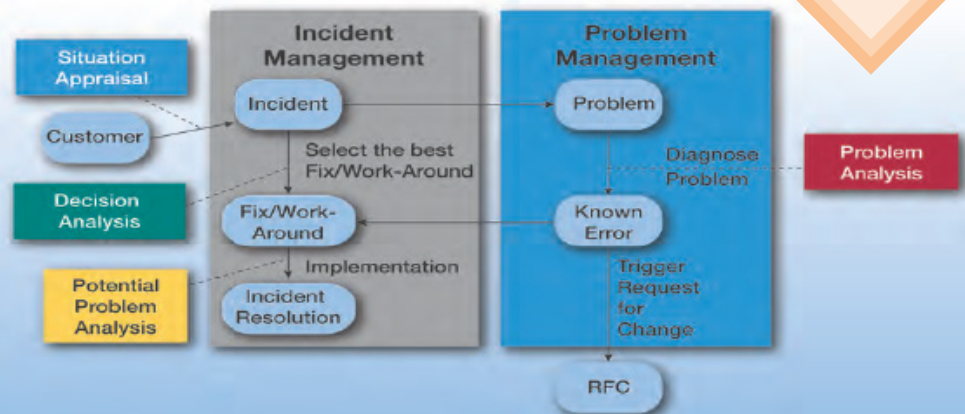 Incident
Management
Problem
Management
Situation
Appraisal
Customer
Incident
Problem
Select the best
Fix/Work-Around
Diagnose
Problem
Problem
Analysis
Decision
Analysis
Fix/Work-
Around
Known
Error
Implementation
Potential
Problem
Analysis
Incident
Resolution
Trigger
Request
for
Change
RFC